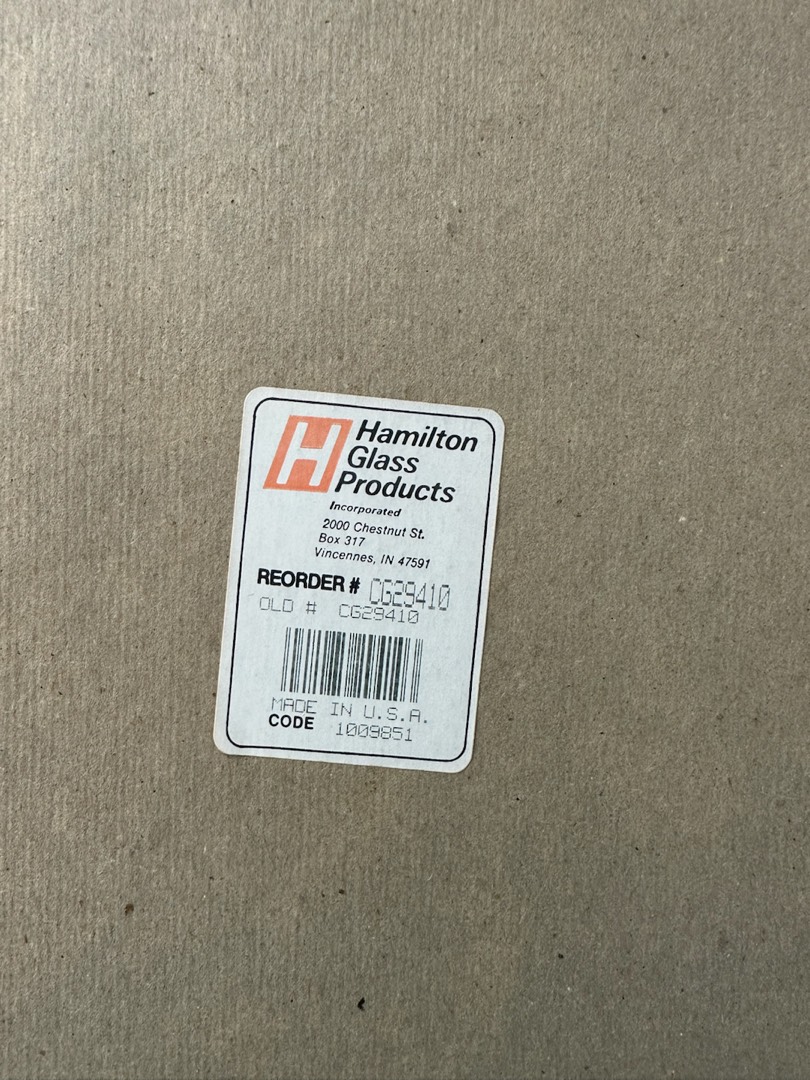 H
Hamilton
Glass
Products
Incorporated
2000 Chestnut St.
Box 317
Vincennes, IN 47591
REORDER # CG29410
OLD # CG29410
MADE IN U.S.A.
CODE 1009851